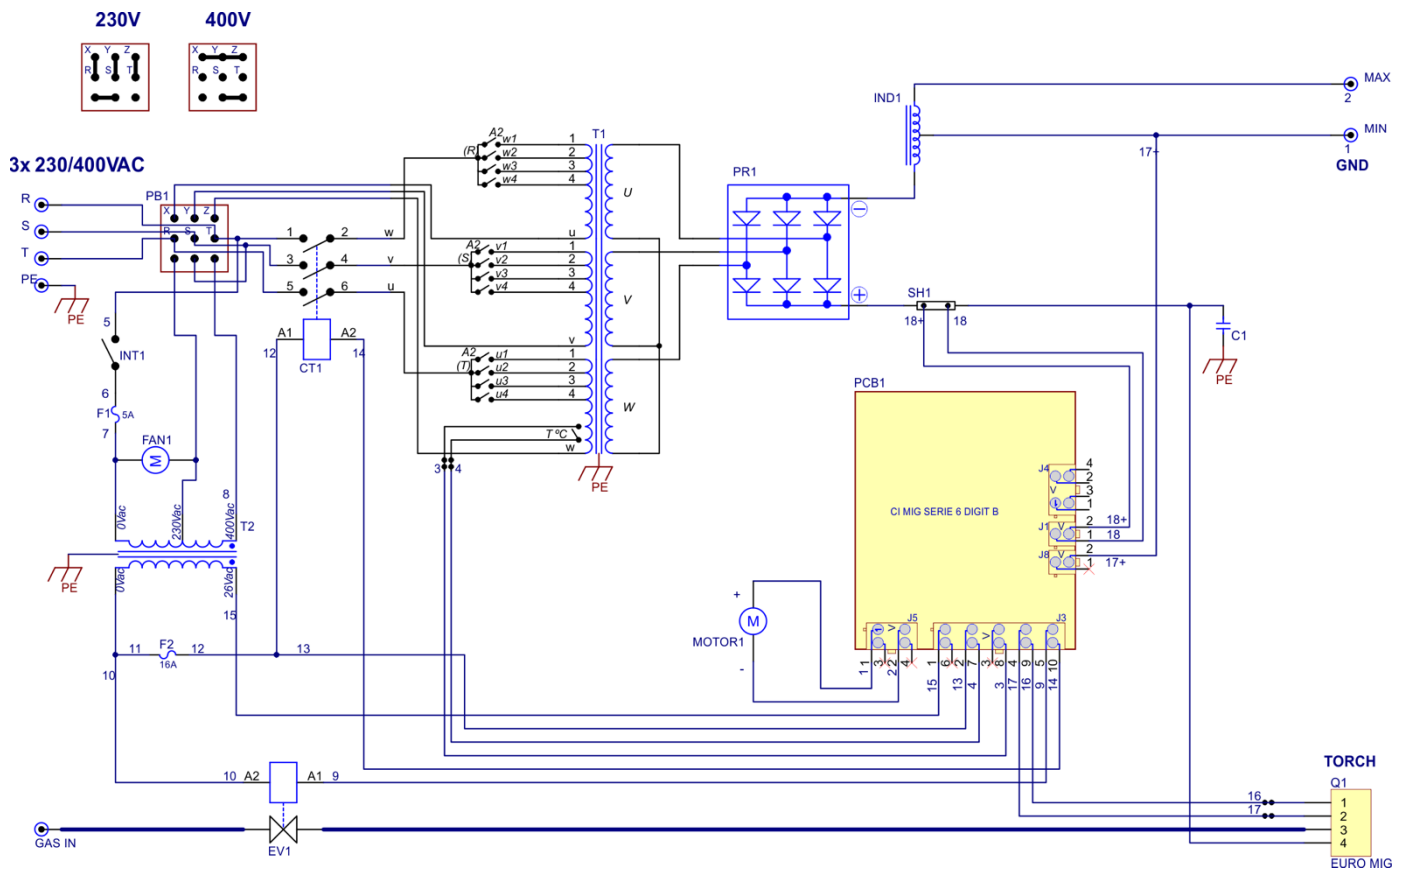 230V 400V
X Y Z X Y Z
R S T R S T
3x 230/400VAC
R
S
T
PE
PE
PB1
X Y Z
R S T
1 2 w
3 4 v
5 6 u
A1 A2
12 14
CT1
5
INT1
6
F1 5A
7
FAN1
M
8
0Vac 230Vac 400Vac
T2
PE
0Vac 26Vac
15
11 F2 12 13
16A
10
10 A2 A1 9
GAS IN
EV1
A2
(R
w1 1
w2 2
w3 3
w4 4
T1
U
u
A2
(S
v1 1
v2 2
v3 3
v4 4
V
v
A2
(T)
u1 1
u2 2
u3 3
u4 4
W
TºC
w
3 4
PE
PR1
−
+
IND1
MAX
2
MIN
1
GND
17+
SH1
18+ 18
C1
PE
PCB1
CI MIG SERIE 6 DIGIT B
J4
V
4
2
3
1
J1
V
2 18+
1 18
J8
V
2
1 17+
MOTOR1
+
M
-
J5
1 V
1 3 2 4
1 2
J3
V
1 6 2 7 3 8 4 9 5 10
15 13 4 3 17 16 9 14
TORCH
Q1
16 1
17 2
3
4
EURO MIG